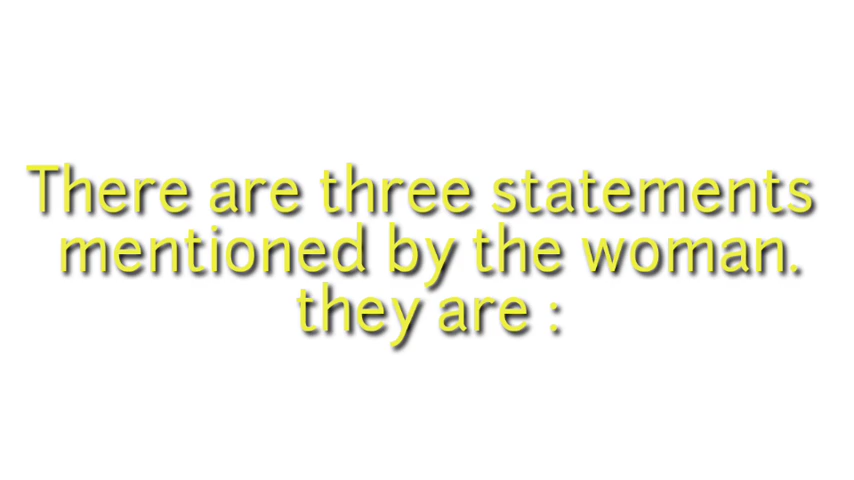 There are three statements
mentioned by the woman.
they are :